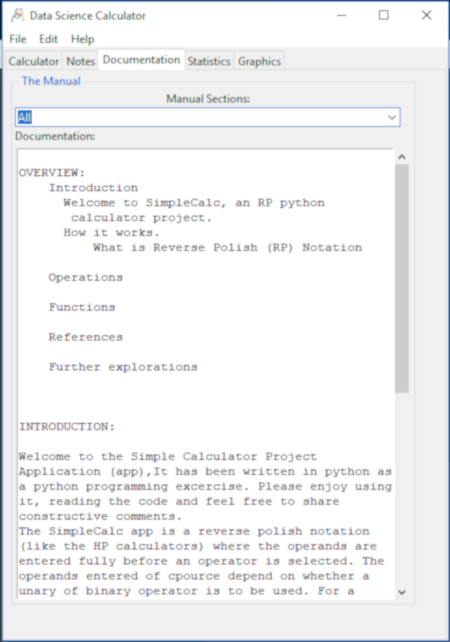 Data Science Calculator
File Edit Help
Calculator Notes Documentation Statistics Graphics
The Manual
Manual Sections:
All
Documentation:
OVERVIEW:
Introduction
Welcome to SimpleCalc, an RP python
calculator project.
How it works.
What is Reverse Polish (RP) Notation
Operations
Functions
References
Further explorations
INTRODUCTION:
Welcome to the Simple Calculator Project
Application (app),It has been written in python as
a python programming excercise. Please enjoy using
it, reading the code and feel free to share
constructive comments.
The SimpleCalc app is a reverse polish notation
(like the HP calculators) where the operands are
entered fully before an operator is selected. The
operands entered of cpource depend on whether a
unary of binary operator is to be used. For a